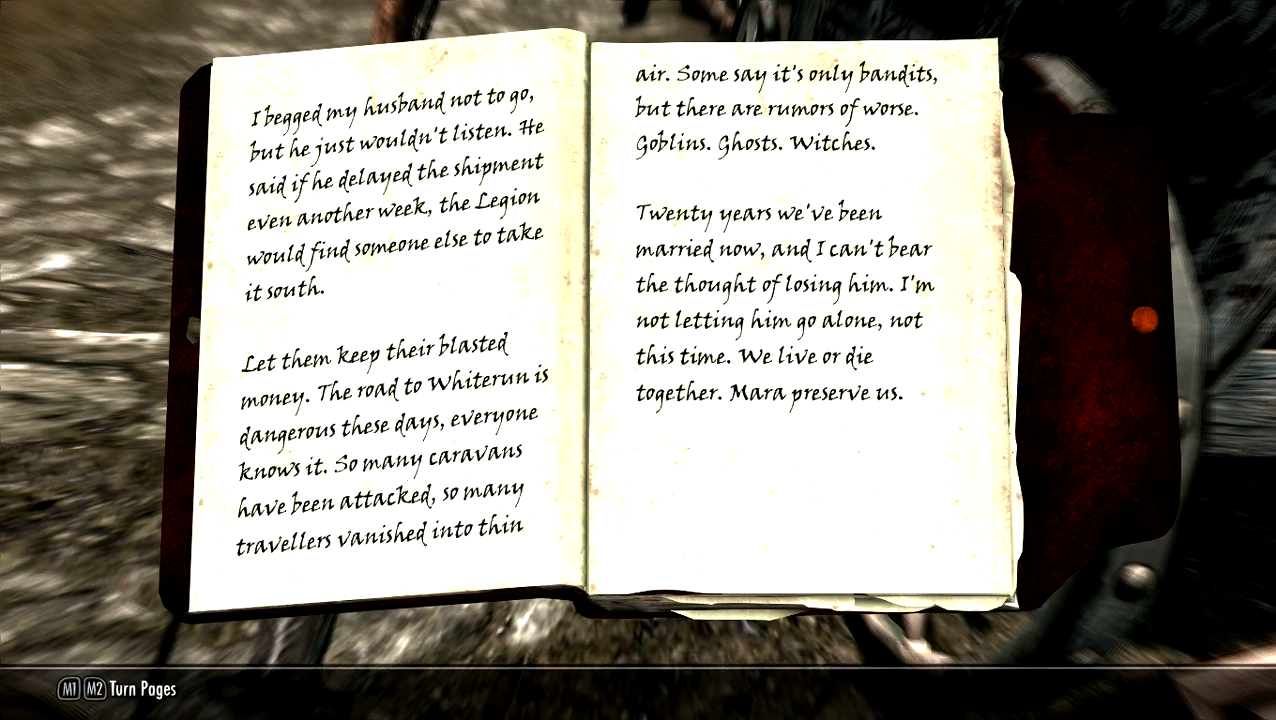 I begged my husband not to go,
but he just wouldn't listen. He
said if he delayed the shipment
even another week, the Legion
would find someone else to take
it south.
Let them keep their blasted
money. The road to Whiterun is
dangerous these days, everyone
knows it. So many caravans
have been attacked, so many
travellers vanished into thin
air. Some say it's only bandits,
but there are rumors of worse.
Goblins. Ghosts. Witches.
Twenty years we've been
married now, and I can't bear
the thought of losing him. I'm
not letting him go alone, not
this time. We live or die
together. Mara preserve us.
M1 M2 Turn Pages